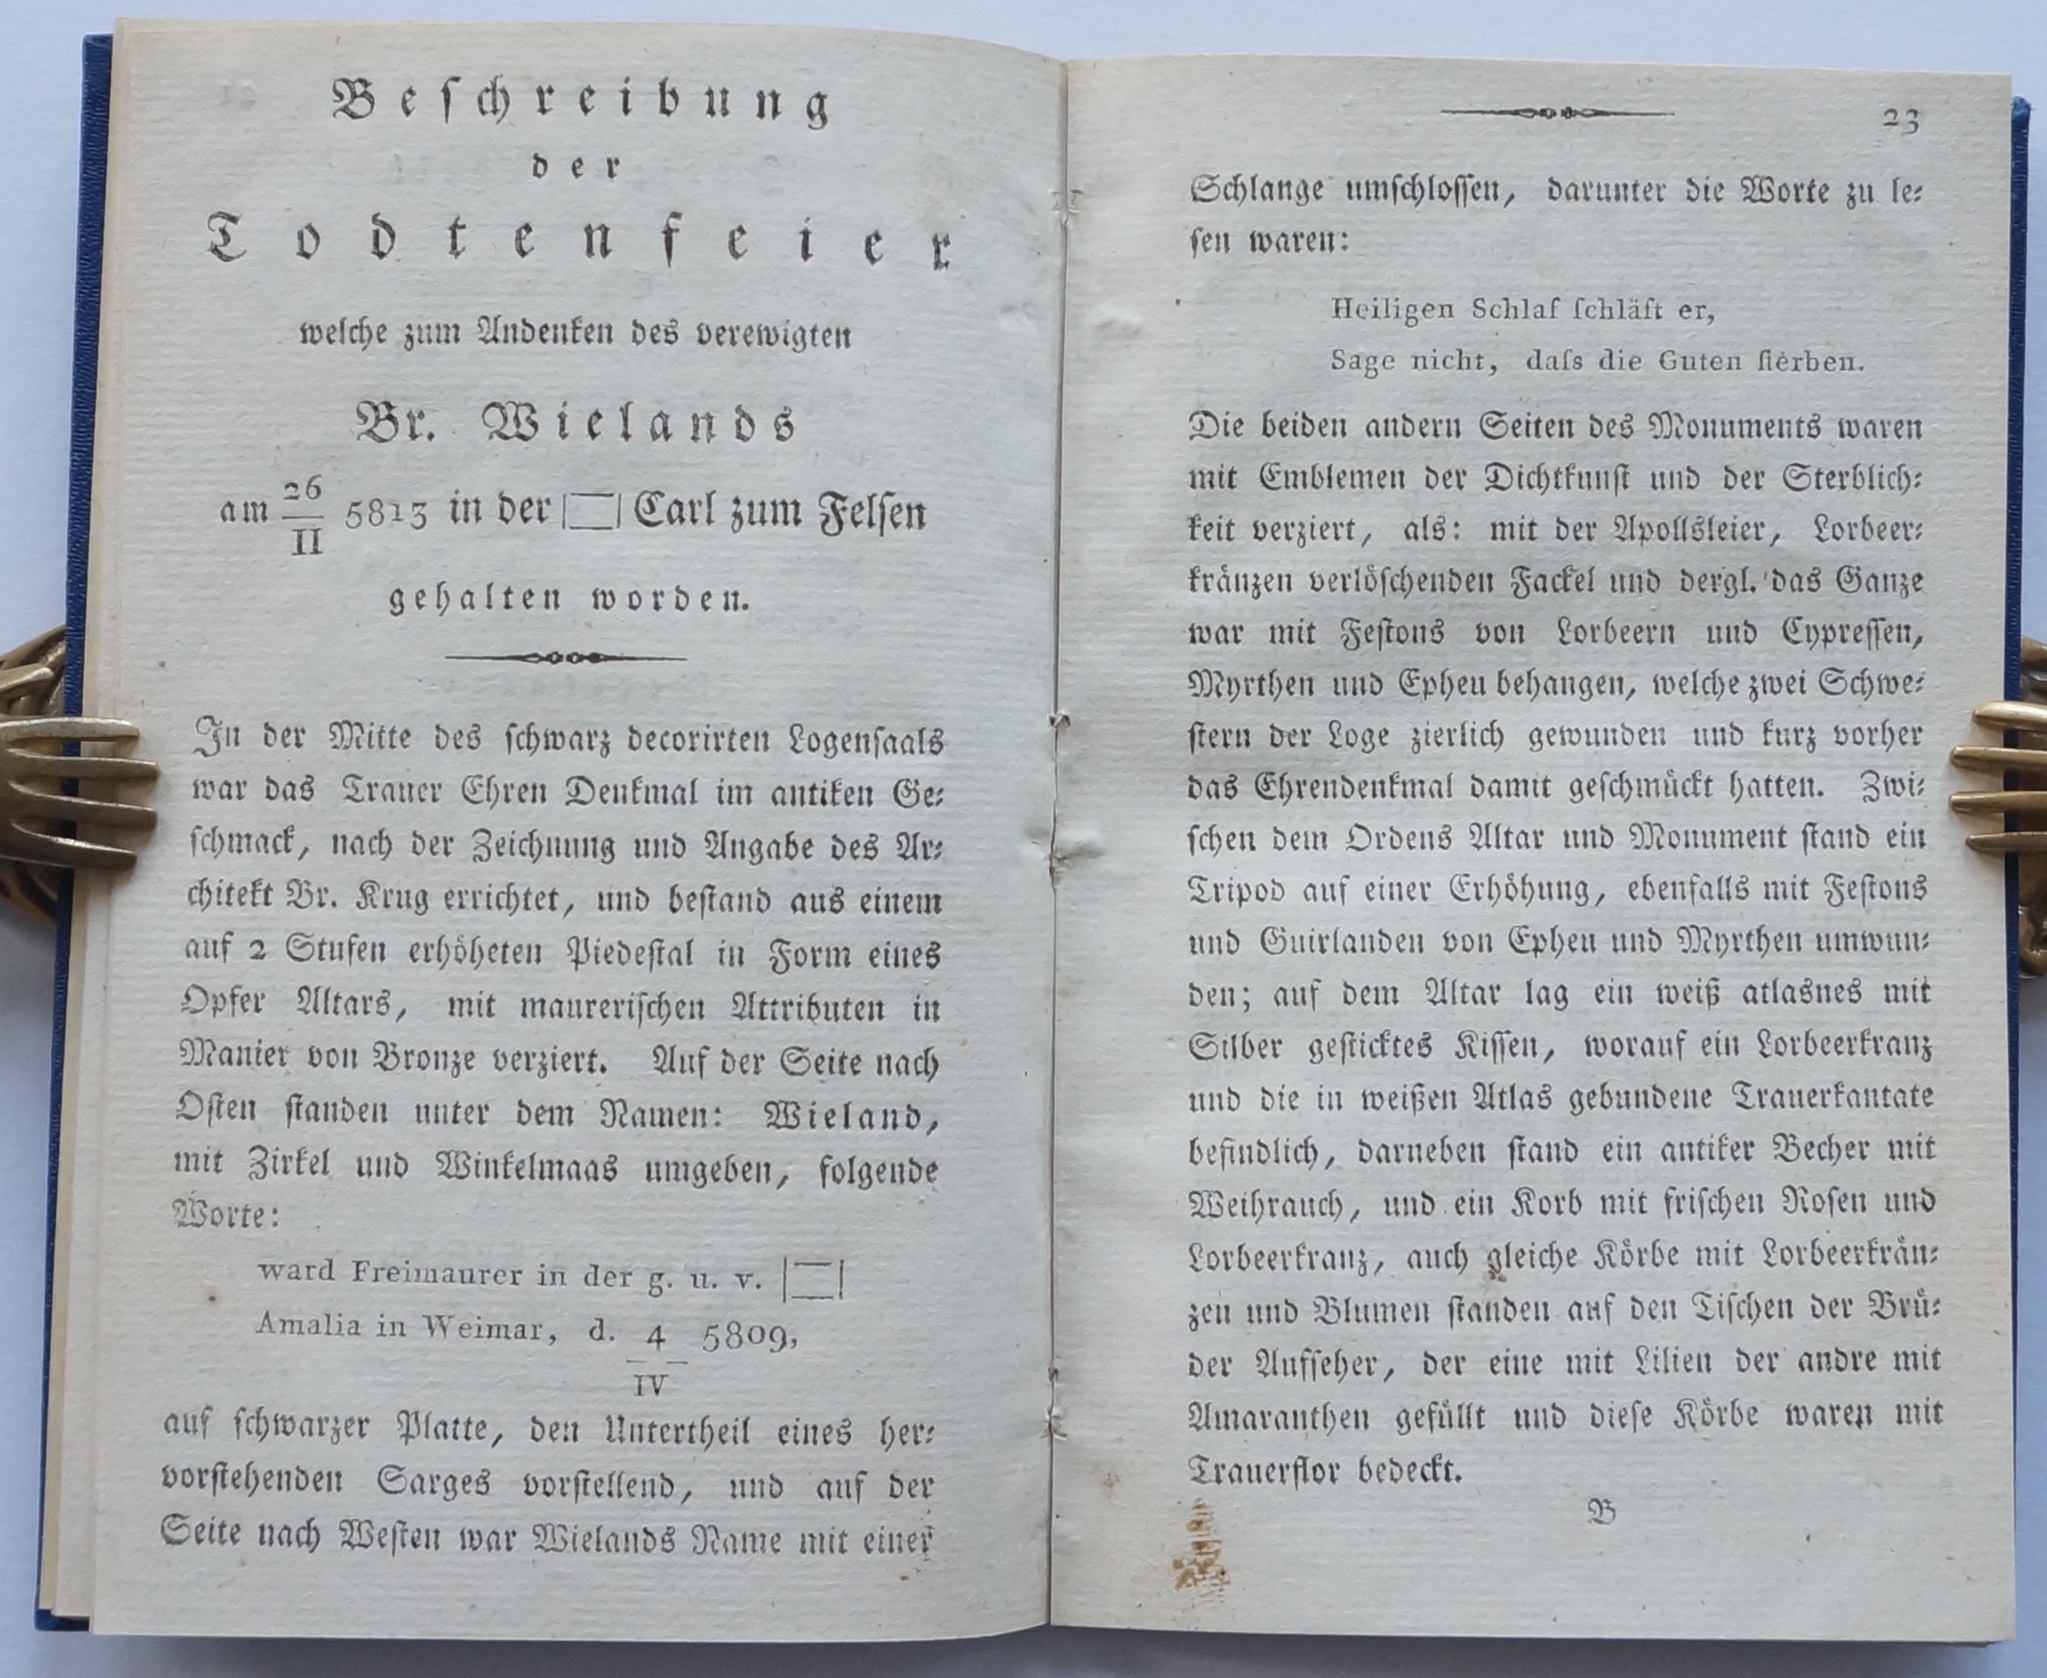 Beſchreibung
der
Todtenfeier
welche zum Andenken des verewigten
Br. Wielands
am 26/II 5813 in der |☐| Carl zum Felſen
gehalten worden.
In der Mitte des ſchwarz decorirten Logenſaals
war das Trauer Ehren Denkmal im antiken Ge⸗
ſchmack, nach der Zeichnung und Angabe des Ar⸗
chitekt Br. Krug errichtet, und beſtand aus einem
auf 2 Stufen erhöheten Piedeſtal in Form eines
Opfer Altars, mit maureriſchen Attributen in
Manier von Bronze verziert. Auf der Seite nach
Oſten ſtanden unter dem Namen: Wieland,
mit Zirkel und Winkelmaas umgeben, folgende
Worte:
ward Freimaurer in der g. u. v. |☐|
Amalia in Weimar, d. 4/IV 5809,
auf ſchwarzer Platte, den Untertheil eines her⸗
vorſtehenden Sarges vorſtellend, und auf der
Seite nach Weſten war Wielands Name mit einer
23
Schlange umſchloſſen, darunter die Worte zu le⸗
ſen waren:
Heiligen Schlaf ſchläft er,
Sage nicht, daſs die Guten ſterben.
Die beiden andern Seiten des Monuments waren
mit Emblemen der Dichtkunſt und der Sterblich⸗
keit verziert, als: mit der Apollsleier, Lorbeer⸗
kränzen verlöſchenden Fackel und dergl. das Ganze
war mit Feſtons von Lorbeern und Cypreſſen,
Myrthen und Epheu behangen, welche zwei Schwe⸗
ſtern der Loge zierlich gewunden und kurz vorher
das Ehrendenkmal damit geſchmückt hatten. Zwi⸗
ſchen dem Ordens Altar und Monument ſtand ein
Tripod auf einer Erhöhung, ebenfalls mit Feſtons
und Guirlanden von Epheu und Myrthen umwun⸗
den; auf dem Altar lag ein weiß atlasnes mit
Silber geſticktes Kiſſen, worauf ein Lorbeerkranz
und die in weißen Atlas gebundene Trauerkantate
befindlich, darneben ſtand ein antiker Becher mit
Weihrauch, und ein Korb mit friſchen Roſen und
Lorbeerkranz, auch gleiche Körbe mit Lorbeerkrän⸗
zen und Blumen ſtanden auf den Tiſchen der Brü⸗
der Aufſeher, der eine mit Lilien der andre mit
Amaranthen gefüllt und dieſe Körbe waren mit
Trauerflor bedeckt.
B